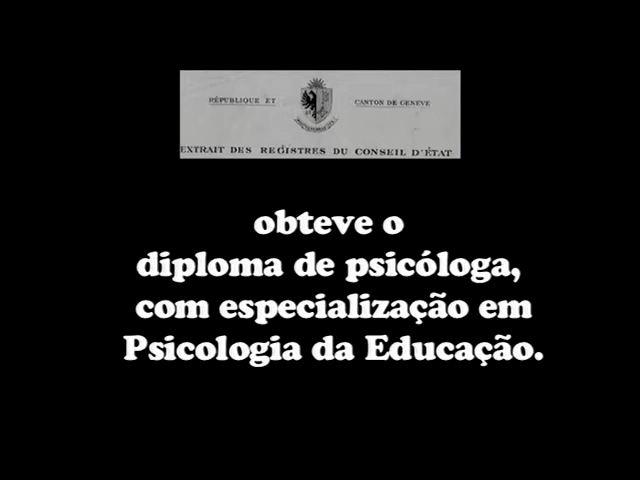 RÉPUBLIQUE ET CANTON DE GENÈVE
EXTRAIT DES REGISTRES DU CONSEIL D'ÉTAT
obteve o
diploma de psicóloga,
com especialização em
Psicologia da Educação.